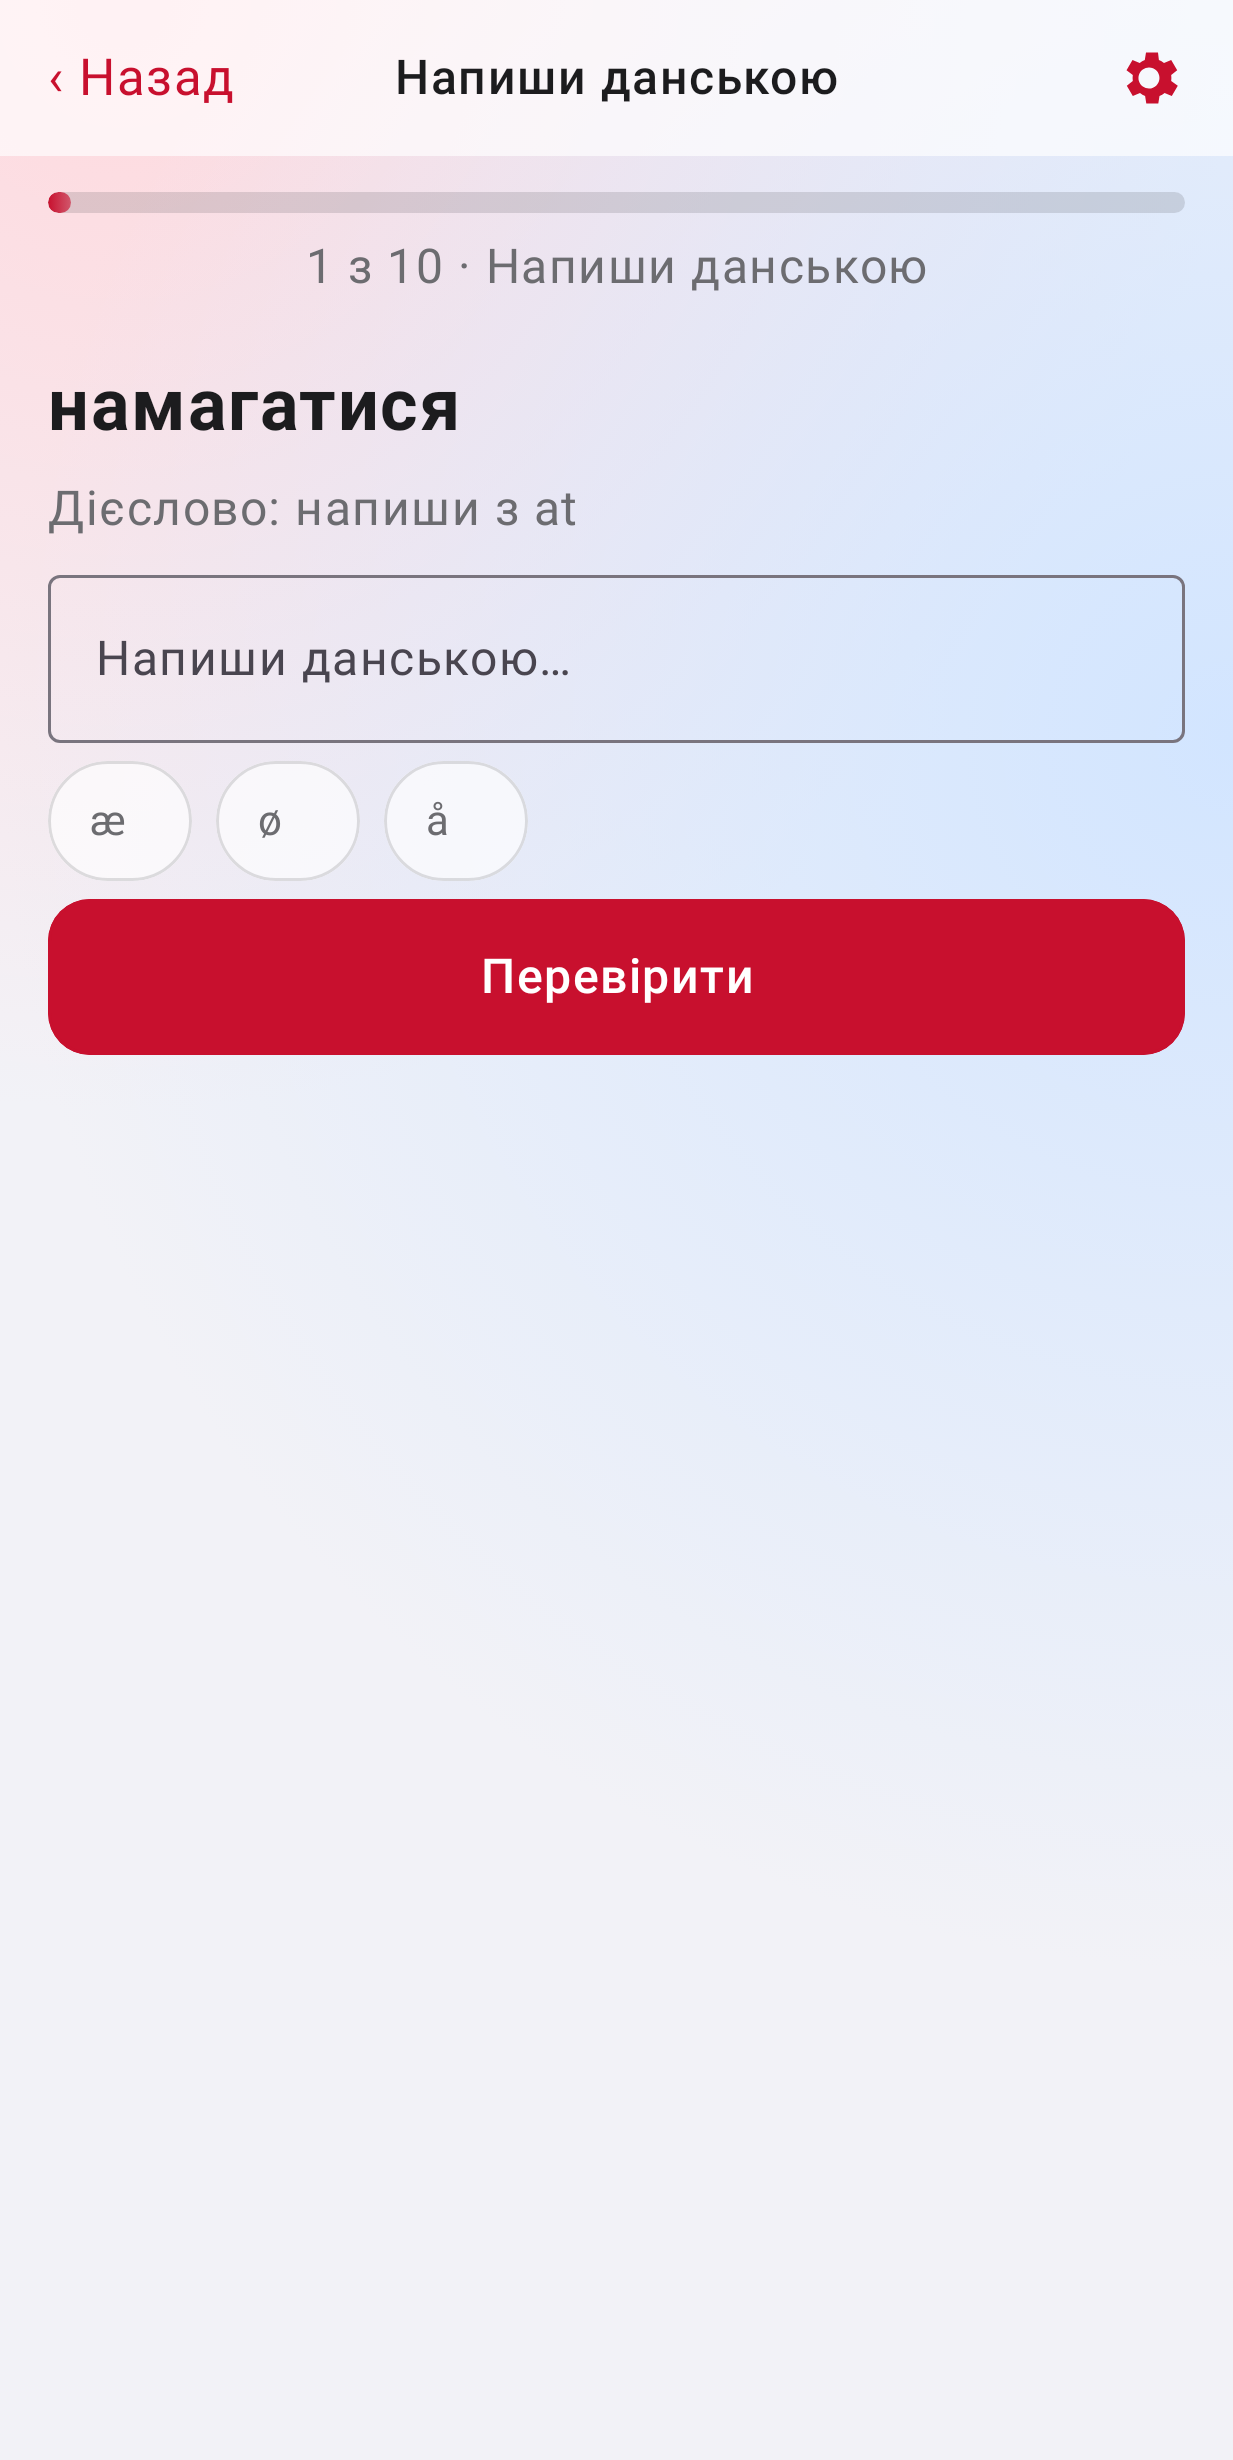 ‹ Назад
Напиши данською
1 з 10 · Напиши данською
намагатися
Дієслово: напиши з at
Напиши данською…
æ
ø
å
Перевірити